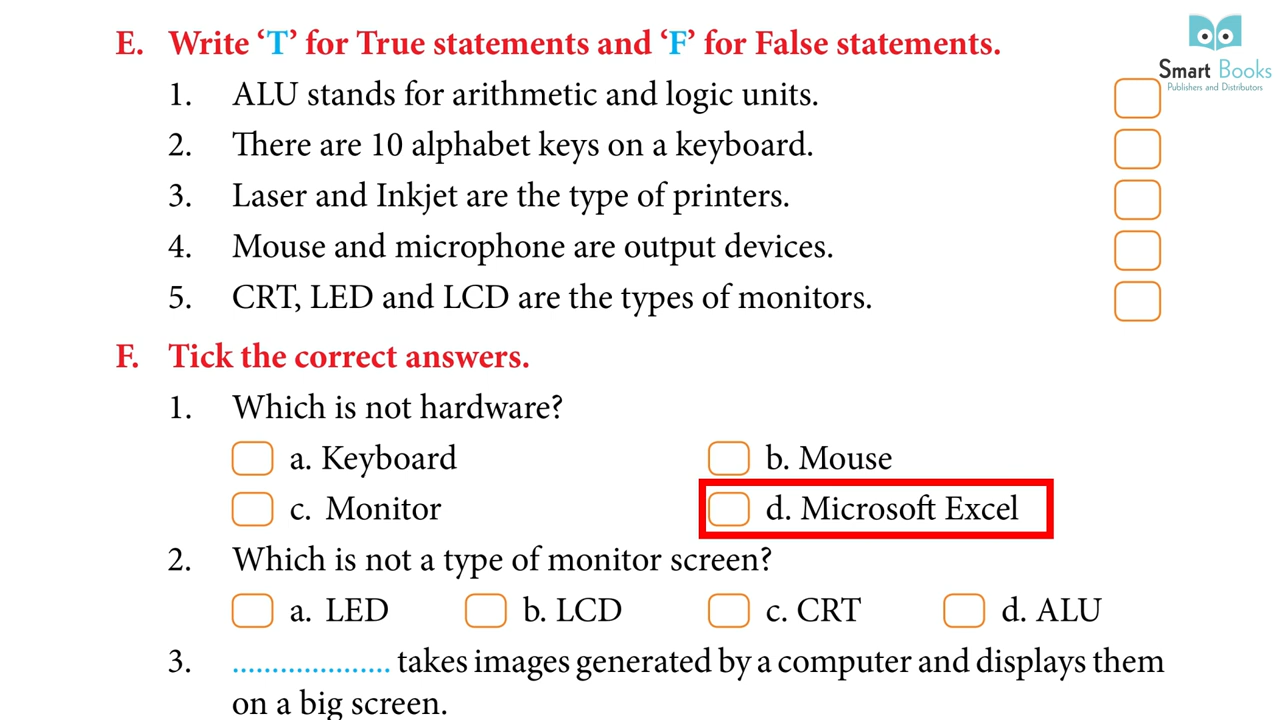 Smart Books
Publishers and Distributors
E. Write ‘T’ for True statements and ‘F’ for False statements.
1. ALU stands for arithmetic and logic units.
2. There are 10 alphabet keys on a keyboard.
3. Laser and Inkjet are the type of printers.
4. Mouse and microphone are output devices.
5. CRT, LED and LCD are the types of monitors.
F. Tick the correct answers.
1. Which is not hardware?
a. Keyboard b. Mouse
c. Monitor d. Microsoft Excel
2. Which is not a type of monitor screen?
a. LED b. LCD c. CRT d. ALU
3. .................... takes images generated by a computer and displays them
on a big screen.